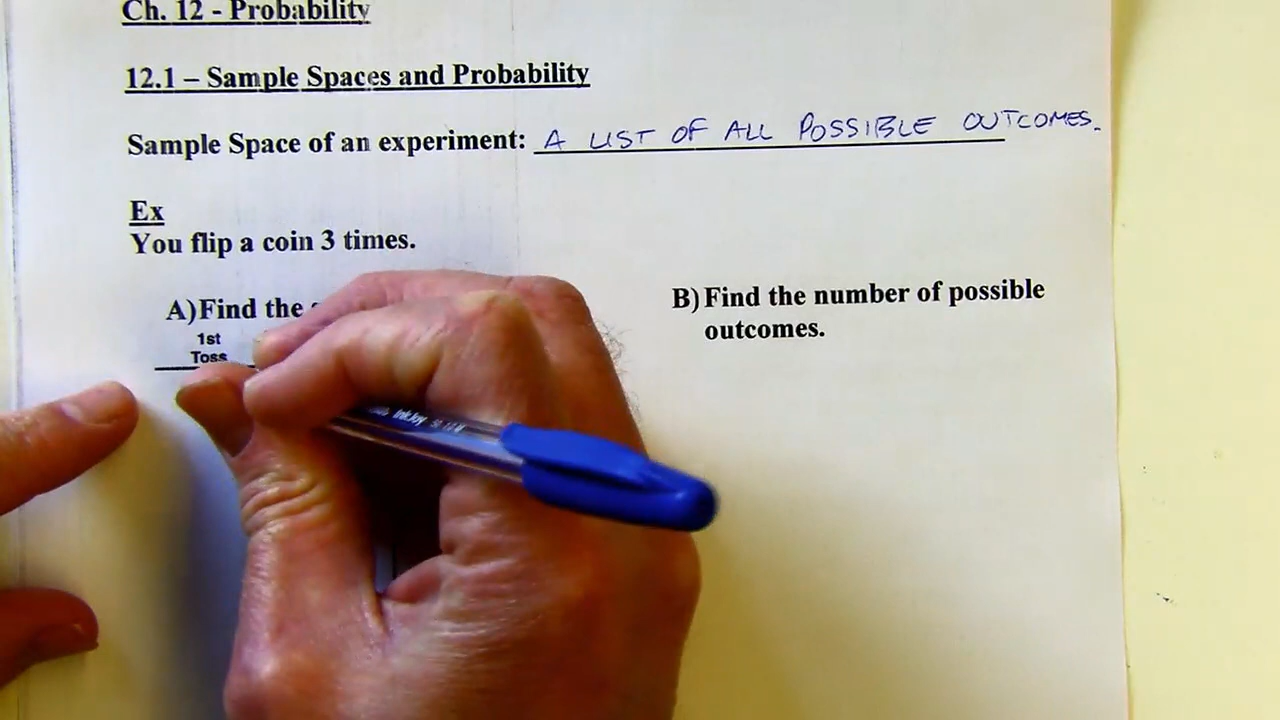 Ch. 12 - Probability
12.1 – Sample Spaces and Probability
Sample Space of an experiment: A LIST OF ALL POSSIBLE OUTCOMES.
Ex
You flip a coin 3 times.
A) Find the
B) Find the number of possible
outcomes.
1st
Toss
InkJoy